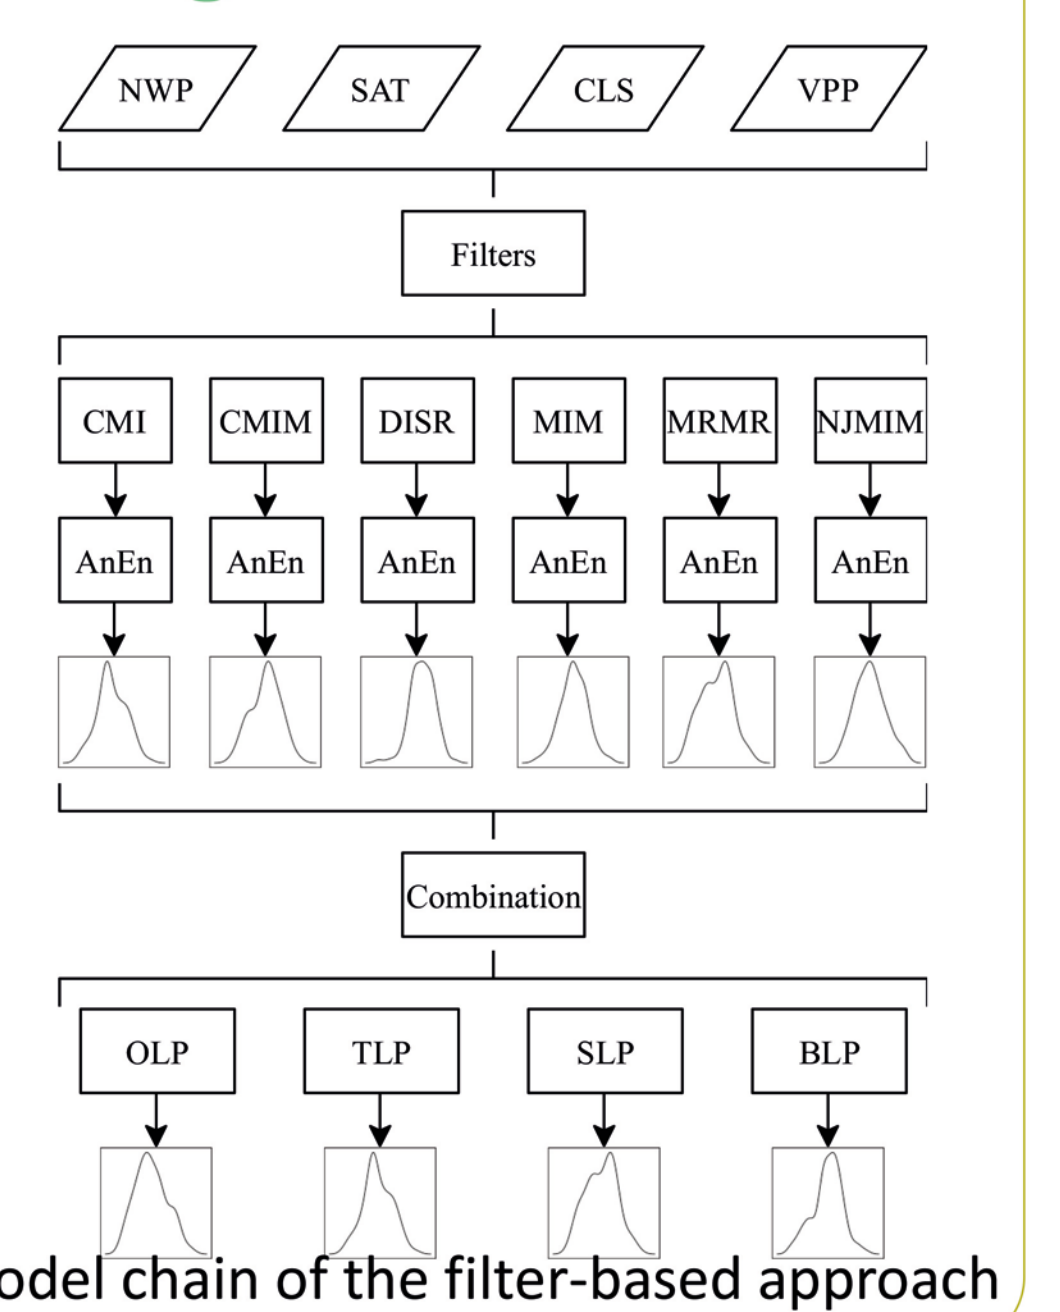 NWP SAT CLS VPP
Filters
CMI CMIM DISR MIM MRMR NJMIM
AnEn AnEn AnEn AnEn AnEn AnEn
Combination
OLP TLP SLP BLP
odel chain of the filter-based approach